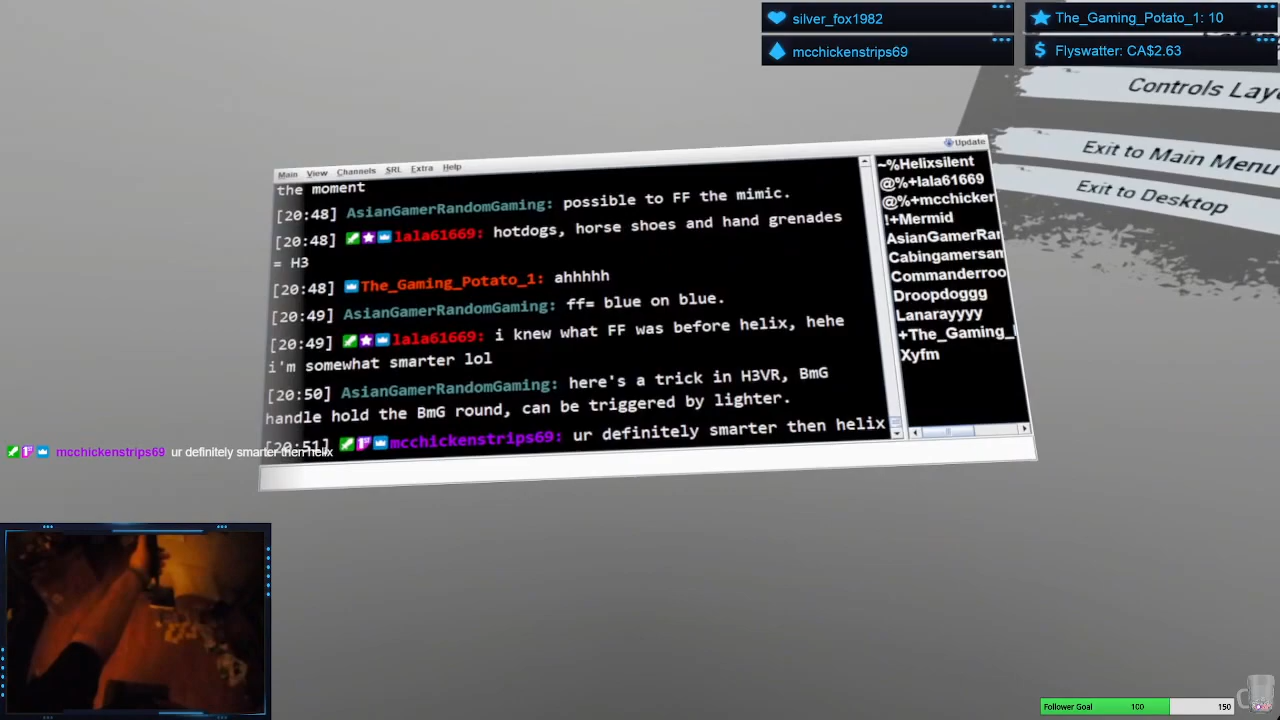 silver_fox1982
The_Gaming_Potato_1: 10
mcchickenstrips69
Flyswatter: CA$2.63
Controls Lay
Exit to Main Menu
Exit to Desktop
Main View Channels SRL Extra Help
Update
the moment
[20:48] AsianGamerRandomGaming: possible to FF the mimic.
[20:48] lala61669: hotdogs, horse shoes and hand grenades
= H3
[20:48] The_Gaming_Potato_1: ahhhhh
[20:49] AsianGamerRandomGaming: ff= blue on blue.
[20:49] lala61669: i knew what FF was before helix, hehe
i'm somewhat smarter lol
[20:50] AsianGamerRandomGaming: here's a trick in H3VR, BmG
handle hold the BmG round, can be triggered by lighter.
[20:51] mcchickenstrips69: ur definitely smarter then helix
~%Helixsilent
@%+lala61669
@%+mcchicken
!+Mermid
AsianGamerRan
Cabingamersam
Commanderroo
Droopdoggg
Lanarayyyy
+The_Gaming_
Xyfm
mcchickenstrips69 ur definitely smarter then helix
Follower Goal 100 150